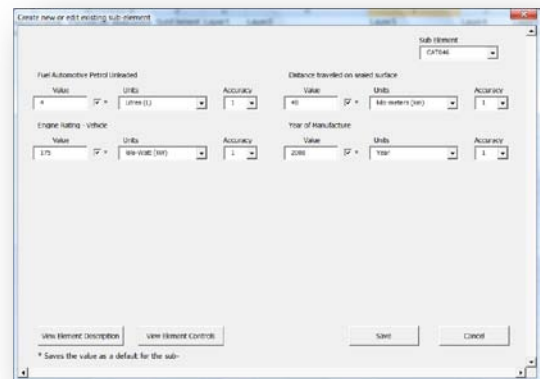 Create new or edit existing sub-element
Sub Element
CAT046
Fuel Automotive Petrol Unleaded
Distance travelled on sealed surface
Value Units Accuracy
Value Units Accuracy
4 * Litres (L) 1
40 * kilo-meters (km) 1
Engine Rating - Vehicle
Year of Manufacture
Value Units Accuracy
Value Units Accuracy
175 * kilo-Watt (kW) 1
2008 * Year 1
View Element Description
View Element Controls
Save
Cancel
* Saves the value as a default for the sub-